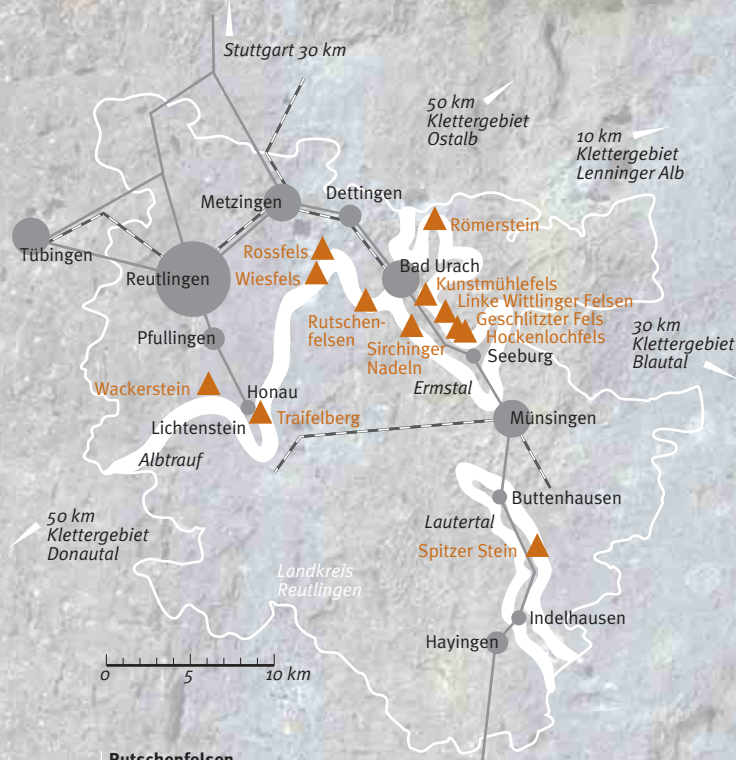 Stuttgart 30 km
50 km
Klettergebiet
Ostalb
10 km
Klettergebiet
Lenninger Alb
Metzingen
Dettingen
Römerstein
Tübingen
Rossfels
Bad Urach
Reutlingen
Wiesfels
Kunstmühlefels
Linke Wittlinger Felsen
Rutschen-
felsen
Geschlitzter Fels
Hockenlochfels
Pfullingen
Sirchinger
Nadeln
Seeburg
30 km
Klettergebiet
Blautal
Wackerstein
Honau
Ermstal
Traifelberg
Münsingen
Lichtenstein
Albtrauf
Buttenhausen
50 km
Klettergebiet
Donautal
Lautertal
Spitzer Stein
Landkreis
Reutlingen
Indelhausen
Hayingen
0 5 10 km
Rutschenfelsen